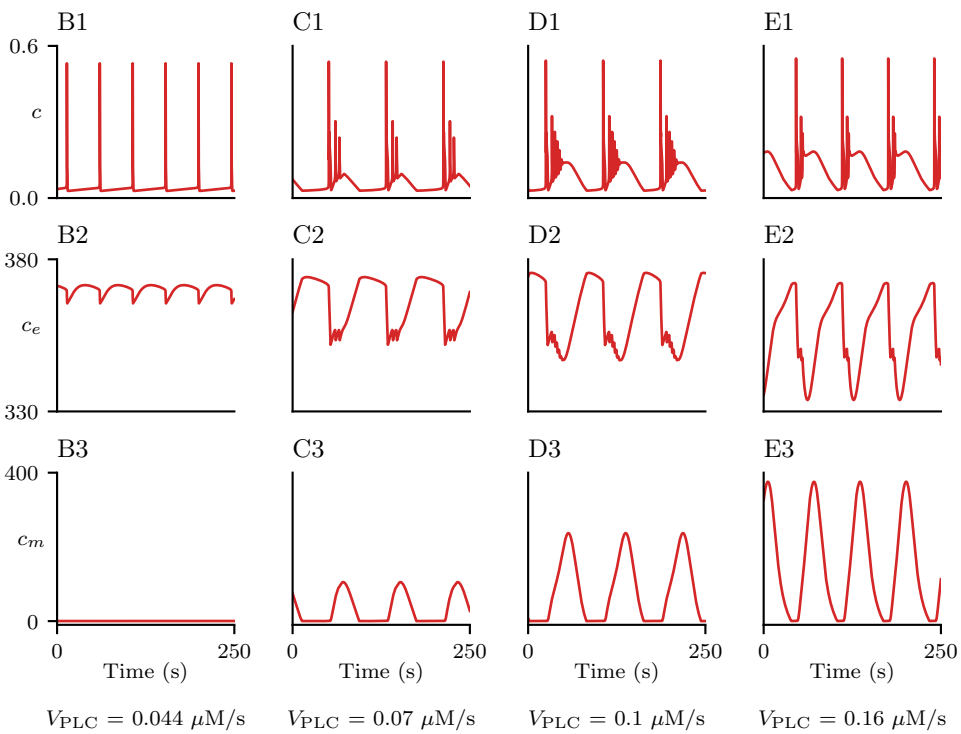 B1 C1 D1 E1
0.6
c
0.0
B2 C2 D2 E2
380
c_e
330
B3 C3 D3 E3
400
c_m
0
0 250 0 250 0 250 0 250
Time (s) Time (s) Time (s) Time (s)
V_PLC = 0.044 μM/s V_PLC = 0.07 μM/s V_PLC = 0.1 μM/s V_PLC = 0.16 μM/s